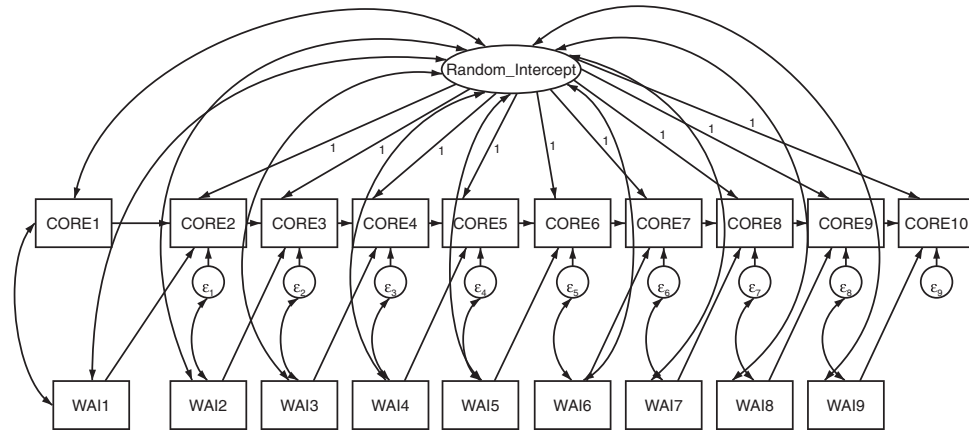 Random_Intercept
1 1 1 1 1 1 1 1 1
CORE1 CORE2 CORE3 CORE4 CORE5 CORE6 CORE7 CORE8 CORE9 CORE10
ε1 ε2 ε3 ε4 ε5 ε6 ε7 ε8 ε9
WAI1 WAI2 WAI3 WAI4 WAI5 WAI6 WAI7 WAI8 WAI9